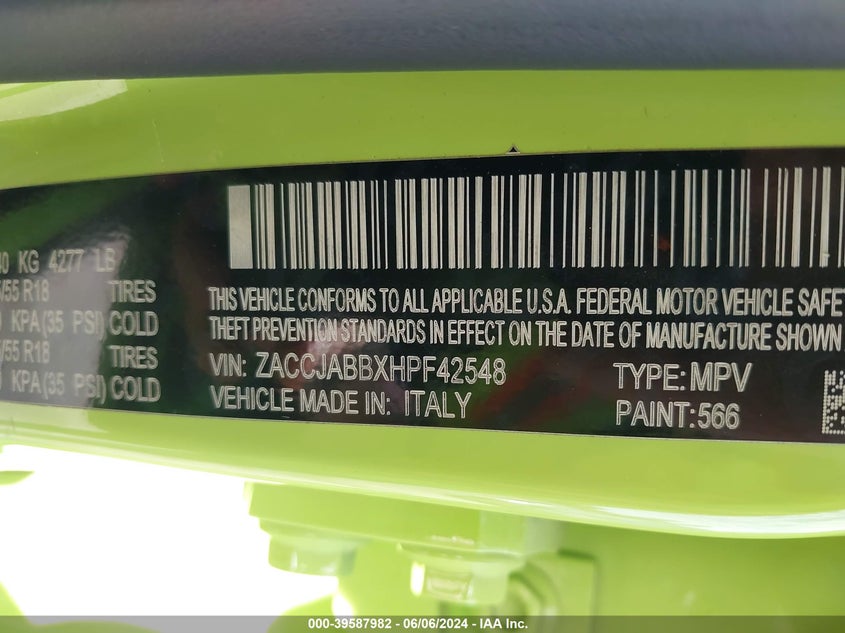 KG 4277 LB
/55 R18 TIRES
KPA(35 PSI) COLD
/55 R18 TIRES
KPA(35 PSI) COLD
THIS VEHICLE CONFORMS TO ALL APPLICABLE U.S.A. FEDERAL MOTOR VEHICLE SAFE
THEFT PREVENTION STANDARDS IN EFFECT ON THE DATE OF MANUFACTURE SHOWN
VIN: ZACCJABBXHPF42548 TYPE: MPV
VEHICLE MADE IN: ITALY PAINT: 566
000-39587982 - 06/06/2024 - IAA Inc.